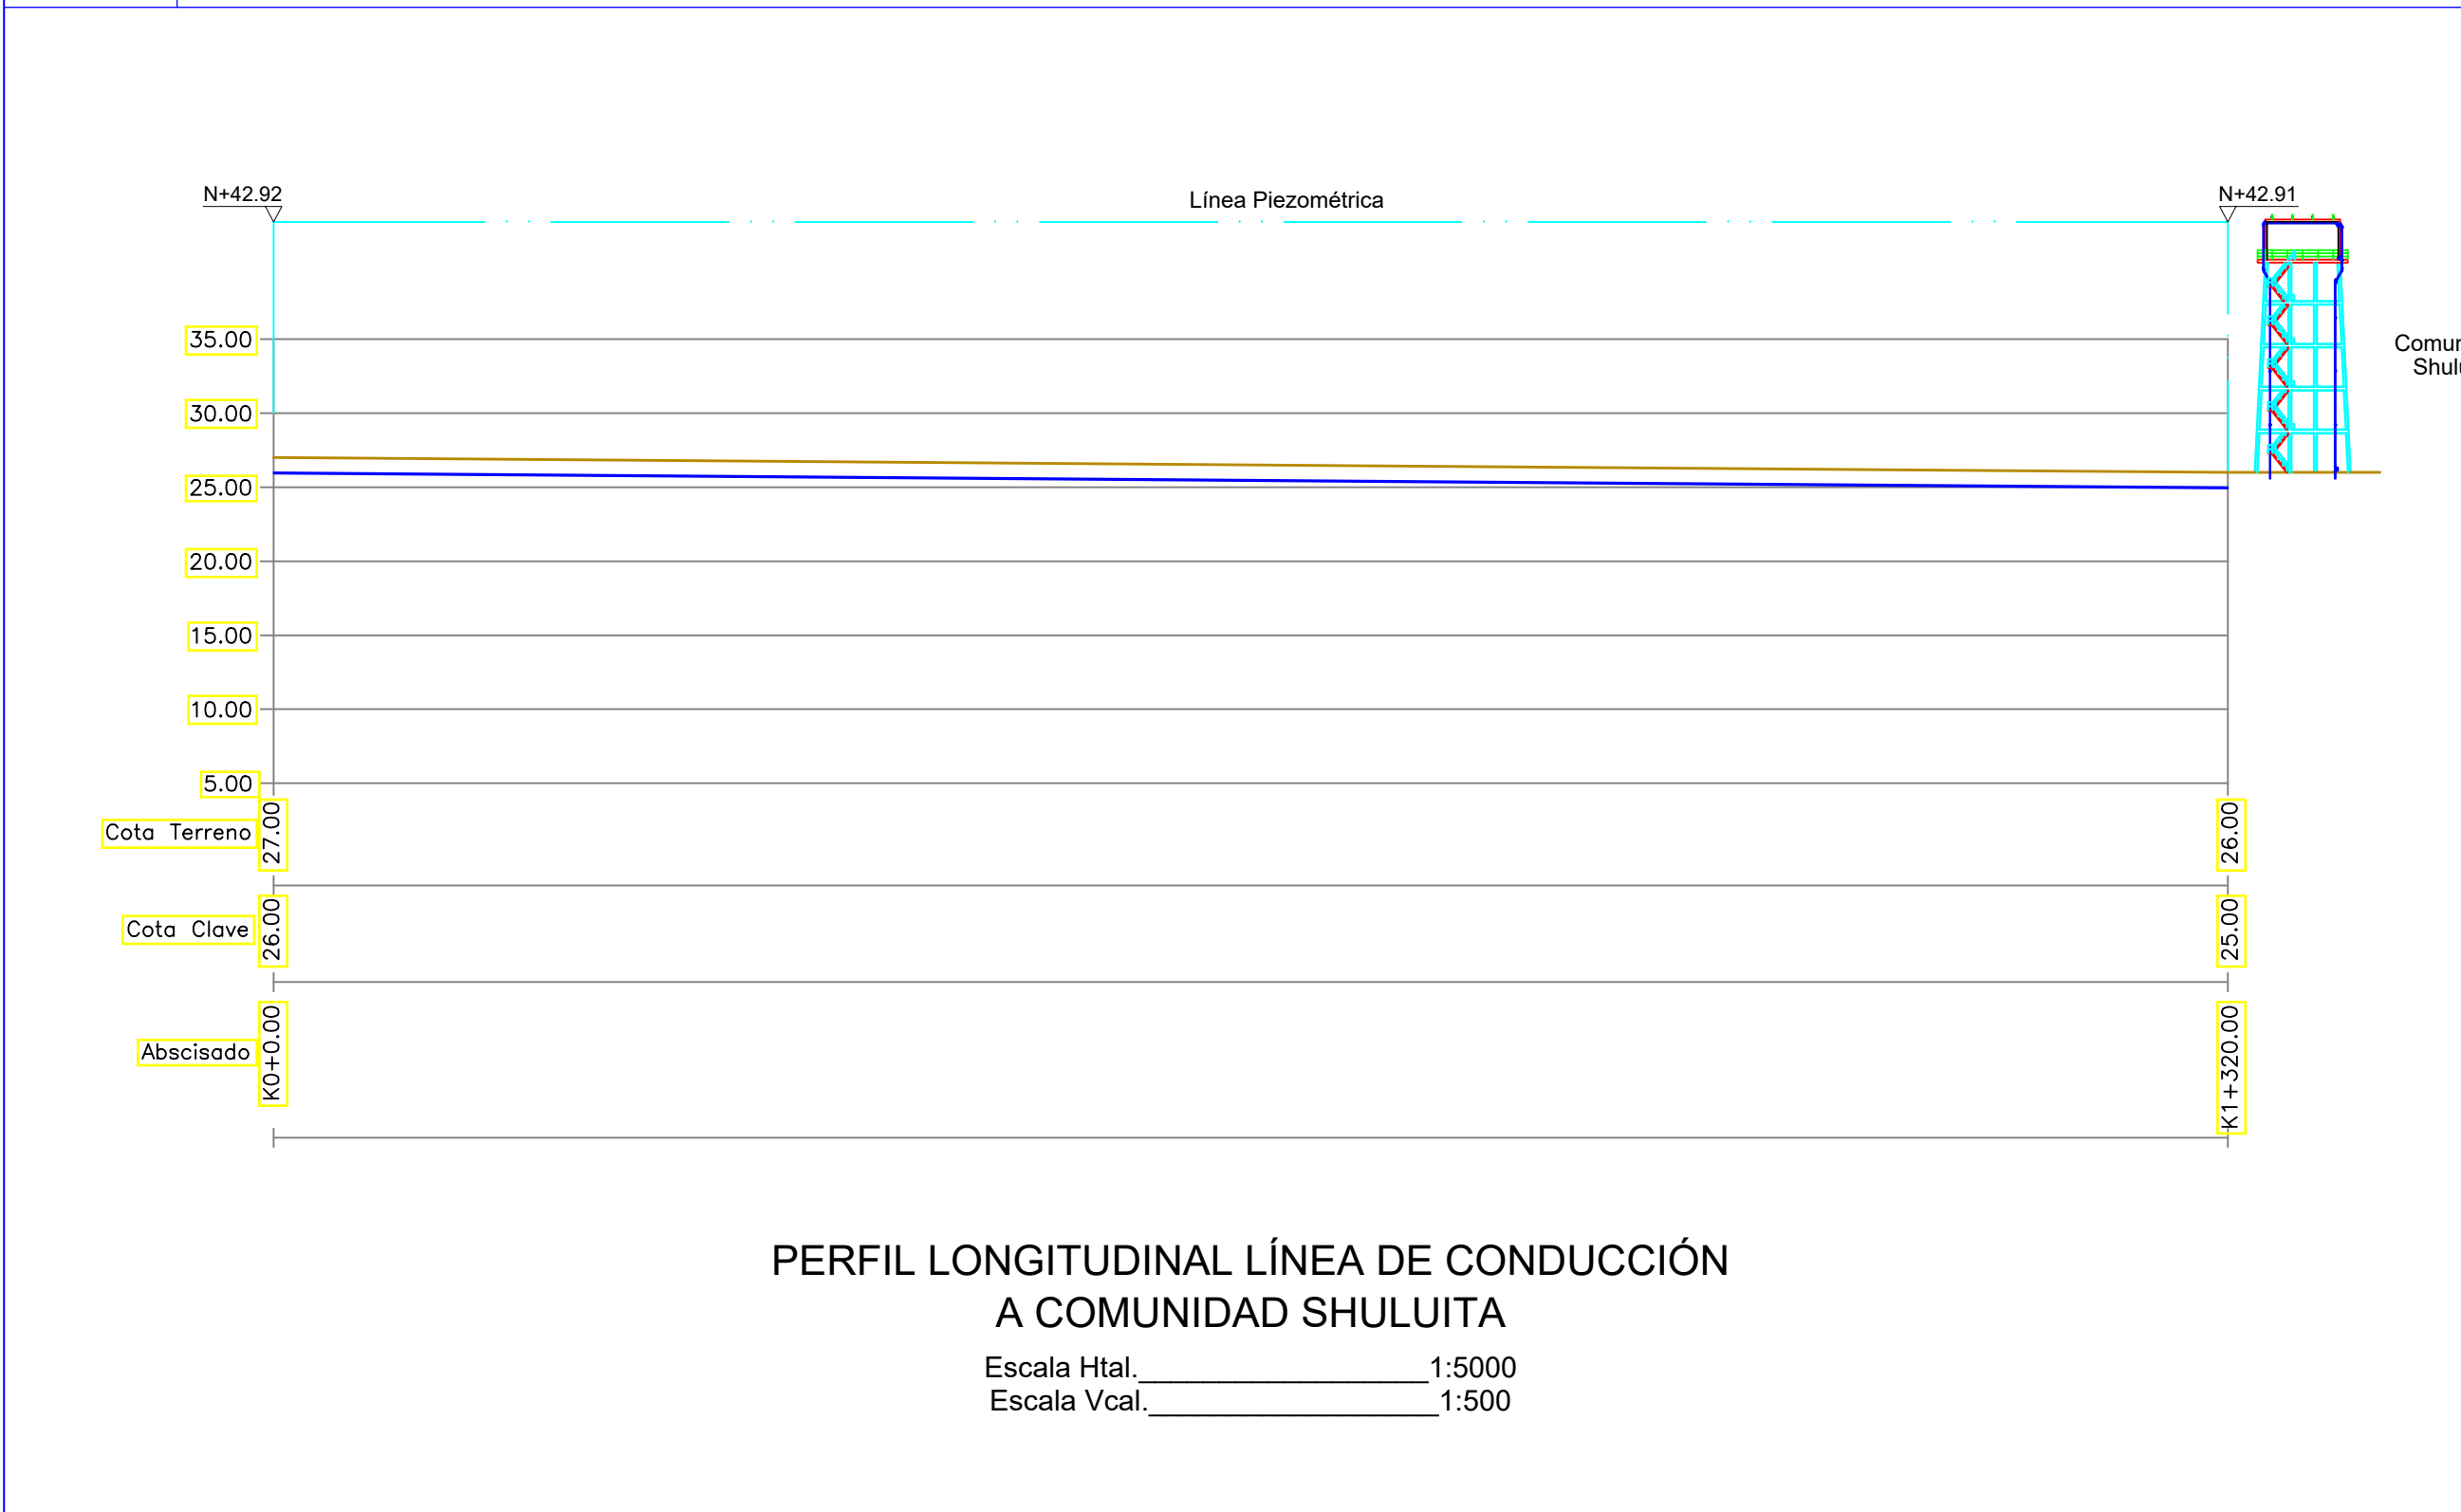 N+42.92
Línea Piezométrica
N+42.91
35.00
30.00
25.00
20.00
15.00
10.00
5.00
Cota Terreno
27.00
26.00
Cota Clave
26.00
25.00
Abscisado
K0+0.00
K1+320.00
PERFIL LONGITUDINAL LÍNEA DE CONDUCCIÓN
A COMUNIDAD SHULUITA
Escala Htal.___________________1:5000
Escala Vcal.___________________1:500